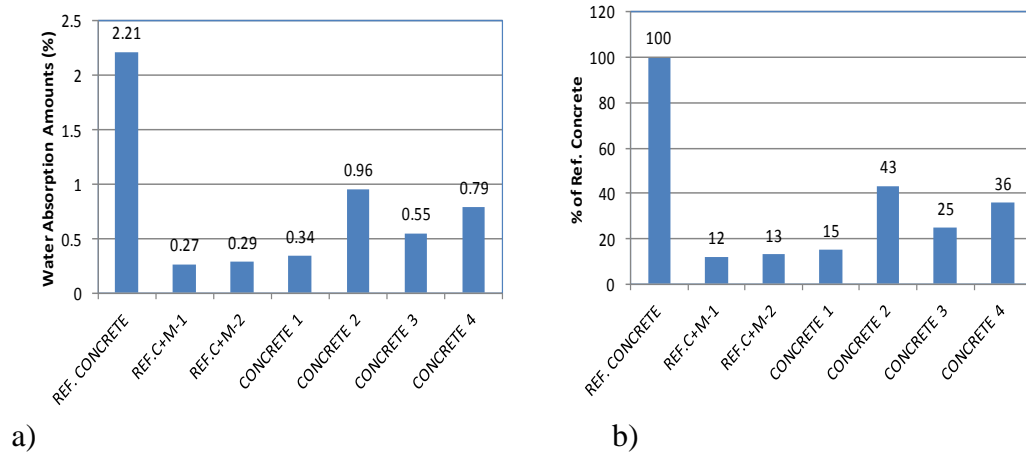 Water Absorption Amounts (%)
2.5
2
1.5
1
0.5
0
2.21
0.27
0.29
0.34
0.96
0.55
0.79
REF. CONCRETE
REF.C+M-1
REF.C+M-2
CONCRETE 1
CONCRETE 2
CONCRETE 3
CONCRETE 4
a)
% of Ref. Concrete
120
100
80
60
40
20
0
100
12
13
15
43
25
36
REF. CONCRETE
REF.C+M-1
REF.C+M-2
CONCRETE 1
CONCRETE 2
CONCRETE 3
CONCRETE 4
b)